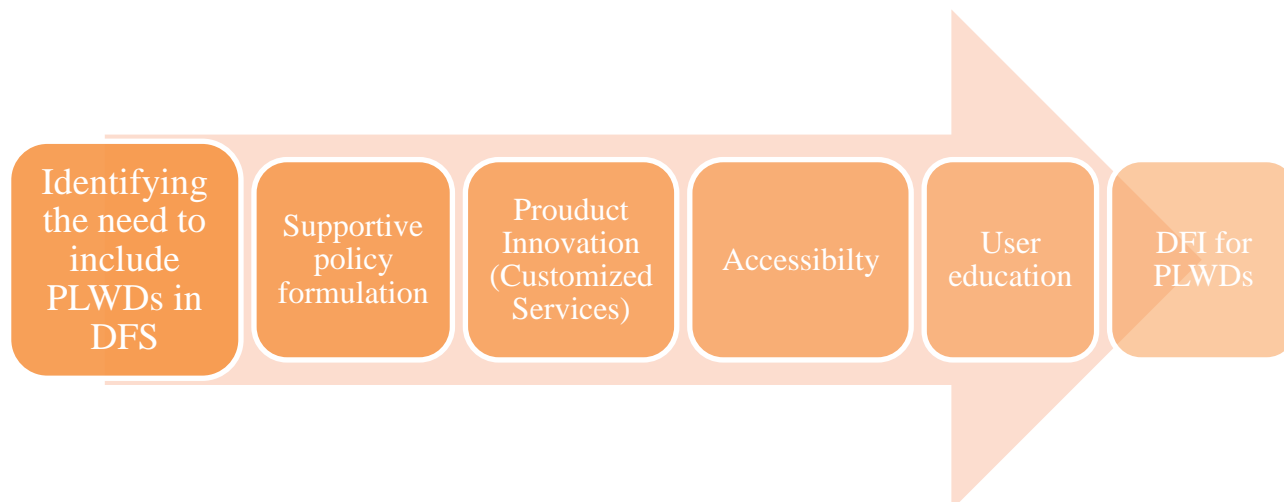 Identifying
the need to
include
PLWDs in
DFS
Supportive
policy
formulation
Prouduct
Innovation
(Customized
Services)
Accessibilty
User
education
DFI for
PLWDs